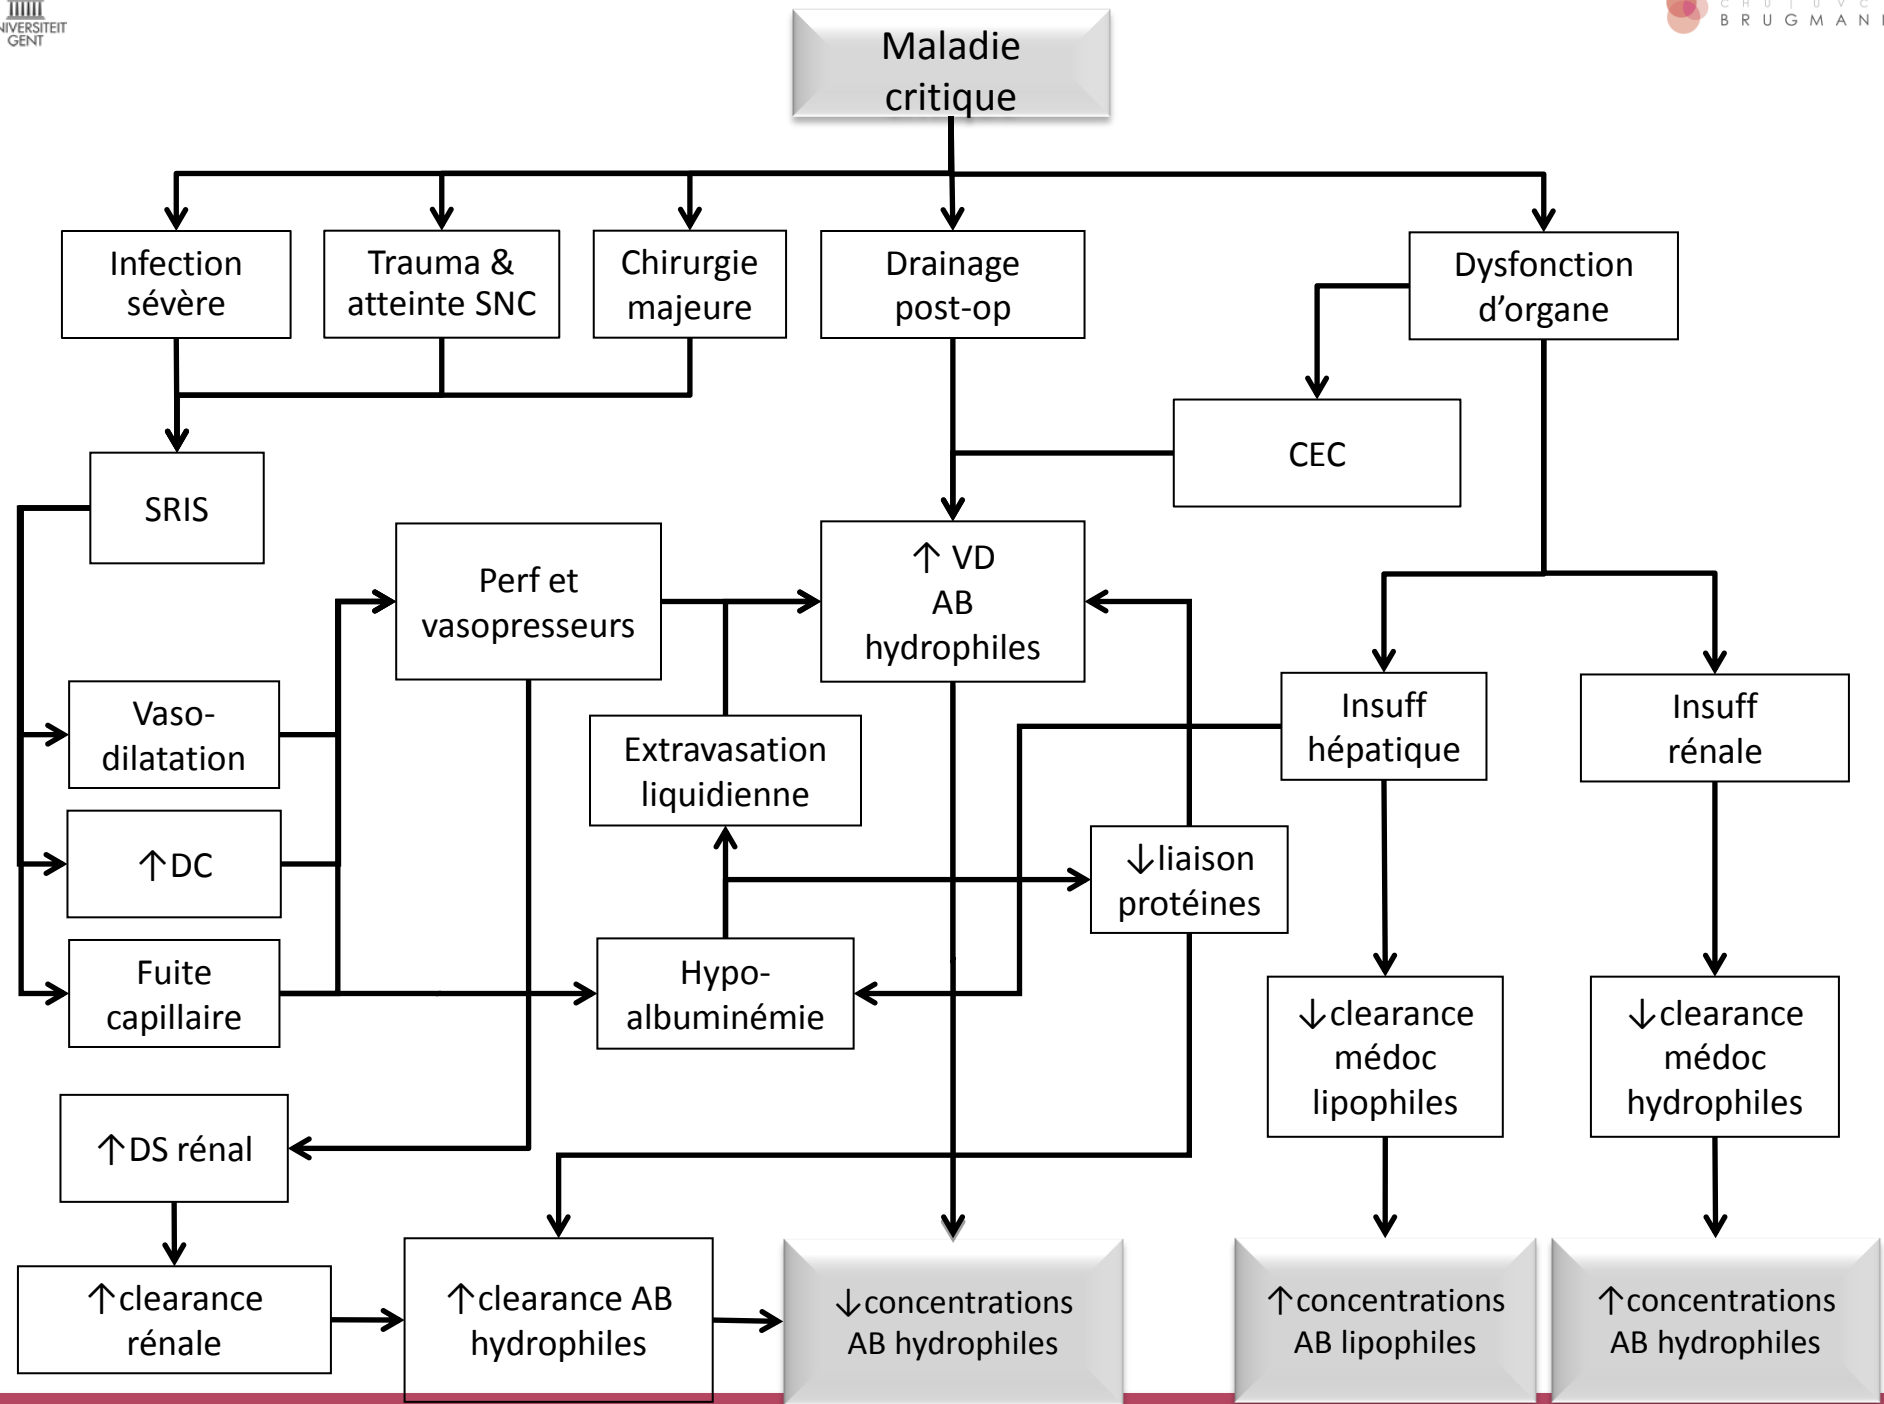 GENT
BRUGMAN
Maladie
critique
Infection
sévère
Trauma &
atteinte SNC
Chirurgie
majeure
Drainage
post-op
Dysfonction
d’organe
CEC
SRIS
Perf et
vasopresseurs
↑ VD
AB
hydrophiles
Vaso-
dilatation
Extravasation
liquidienne
Insuff
hépatique
Insuff
rénale
↑DC
↓liaison
protéines
Fuite
capillaire
Hypo-
albuminémie
↓clearance
médoc
lipophiles
↓clearance
médoc
hydrophiles
↑DS rénal
↑clearance
rénale
↑clearance AB
hydrophiles
↓concentrations
AB hydrophiles
↑concentrations
AB lipophiles
↑concentrations
AB hydrophiles